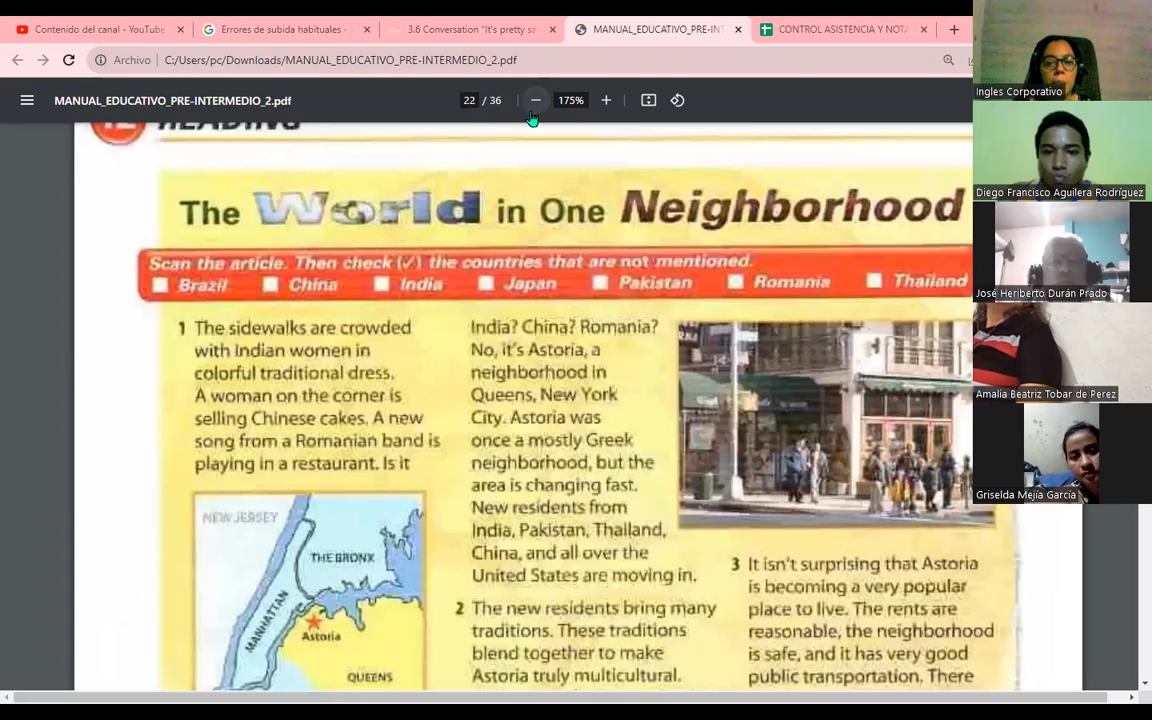 Contenido del canal - YouTube
Errores de subida habituales -
3.6 Conversation "It's pretty sa
MANUAL_EDUCATIVO_PRE-INT
CONTROL ASISTENCIA Y NOTA
Archivo C:/Users/pc/Downloads/MANUAL_EDUCATIVO_PRE-INTERMEDIO_2.pdf
MANUAL_EDUCATIVO_PRE-INTERMEDIO_2.pdf
22 / 36
175%
12 READING
The World in One Neighborhood
Scan the article. Then check (✓) the countries that are not mentioned.
Brazil China India Japan Pakistan Romania Thailand
1 The sidewalks are crowded
with Indian women in
colorful traditional dress.
A woman on the corner is
selling Chinese cakes. A new
song from a Romanian band is
playing in a restaurant. Is it
NEW JERSEY
THE BRONX
MANHATTAN
Astoria
QUEENS
India? China? Romania?
No, it's Astoria, a
neighborhood in
Queens, New York
City. Astoria was
once a mostly Greek
neighborhood, but the
area is changing fast.
New residents from
India, Pakistan, Thailand,
China, and all over the
United States are moving in.
2 The new residents bring many
traditions. These traditions
blend together to make
Astoria truly multicultural.
3 It isn't surprising that Astoria
is becoming a very popular
place to live. The rents are
reasonable, the neighborhood
is safe, and it has very good
public transportation. There
Ingles Corporativo
Diego Francisco Aguilera Rodríguez
José Heriberto Durán Prado
Amalia Beatriz Tobar de Perez
Griselda Mejía García